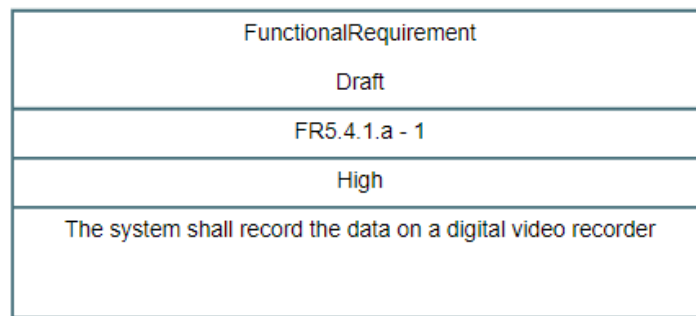 FunctionalRequirement
Draft
FR5.4.1.a - 1
High
The system shall record the data on a digital video recorder